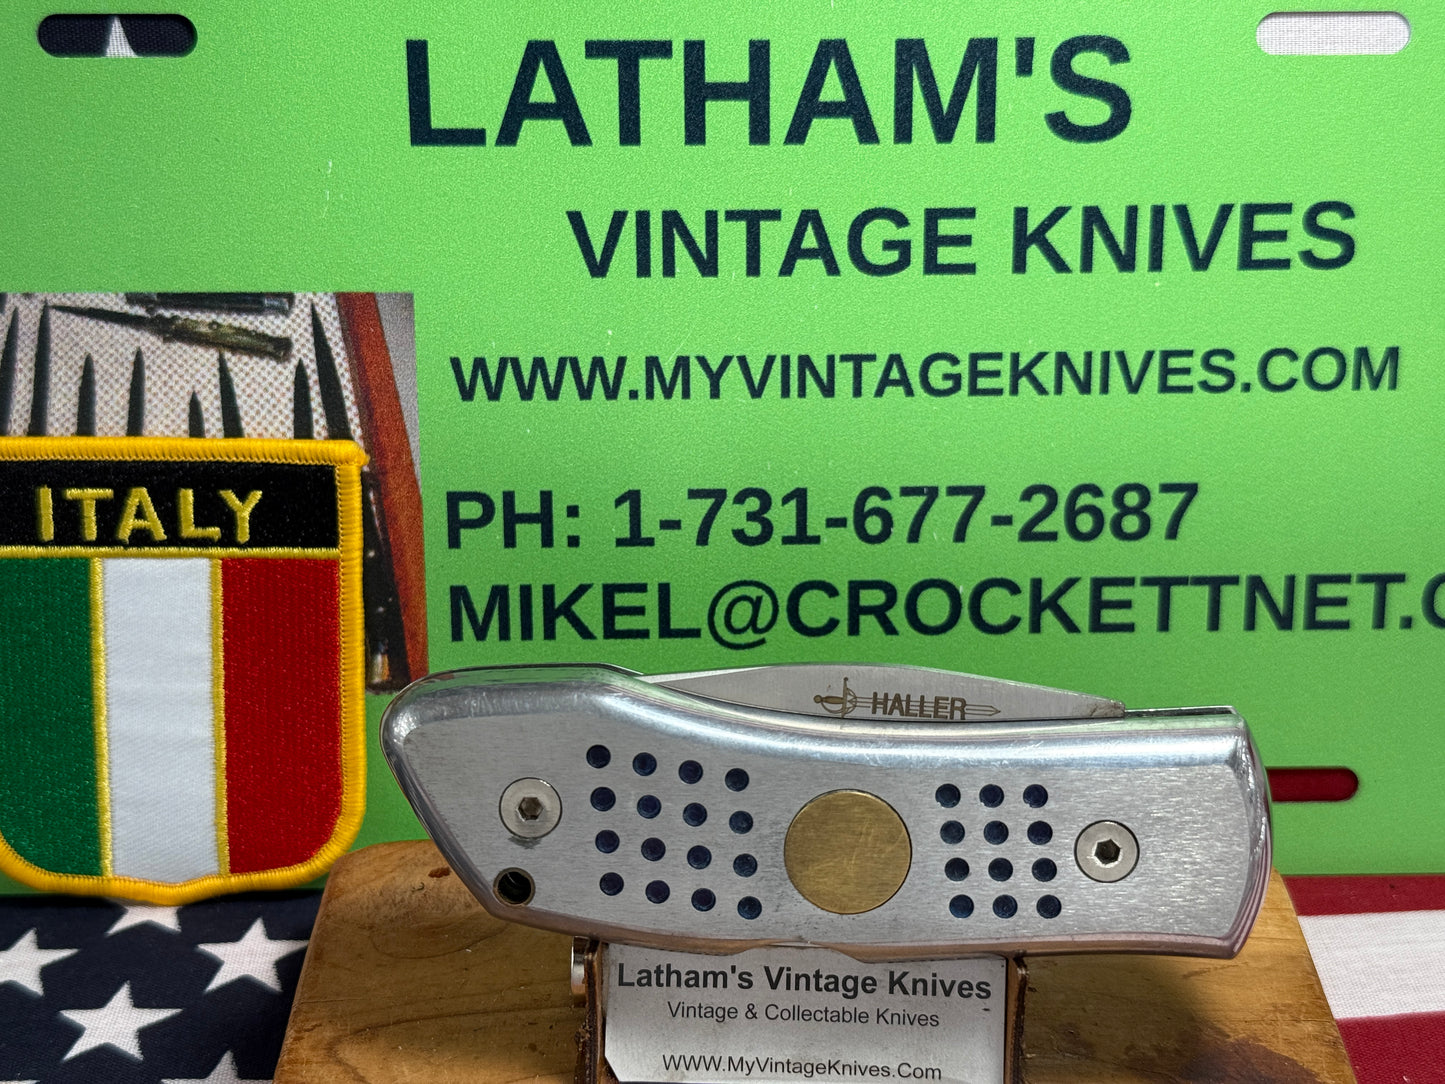 LATHAM'S
VINTAGE KNIVES
WWW.MYVINTAGEKNIVES.COM
PH: 1-731-677-2687
MIKEL@CROCKETTNET.C
ITALY
HALLER
Latham's Vintage Knives
Vintage & Collectable Knives
WWW.MyVintageKnives.Com